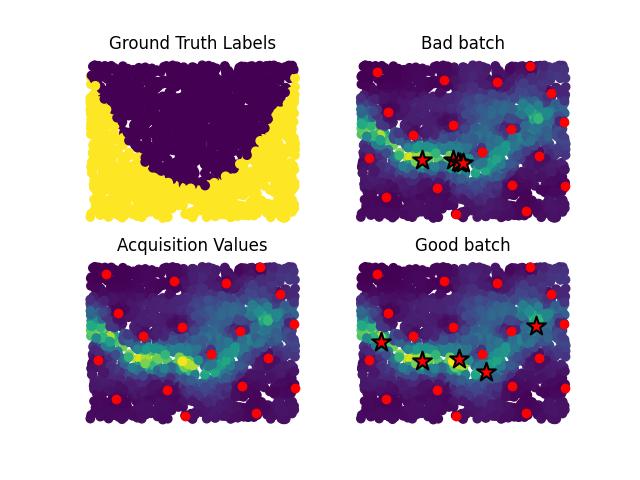 Ground Truth Labels
Bad batch
Acquisition Values
Good batch